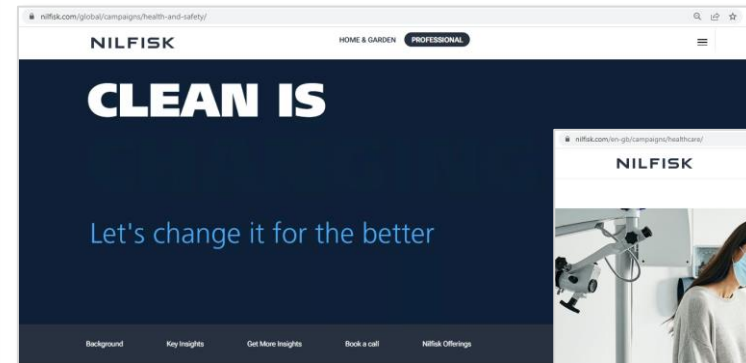 nilfisk.com/global/campaigns/health-and-safety/
NILFISK
HOME & GARDEN PROFESSIONAL
CLEAN IS
Let's change it for the better
Background Key Insights Get More Insights Book a call Nilfisk Offerings
nilfisk.com/en-gb/campaigns/healthcare/
NILFISK